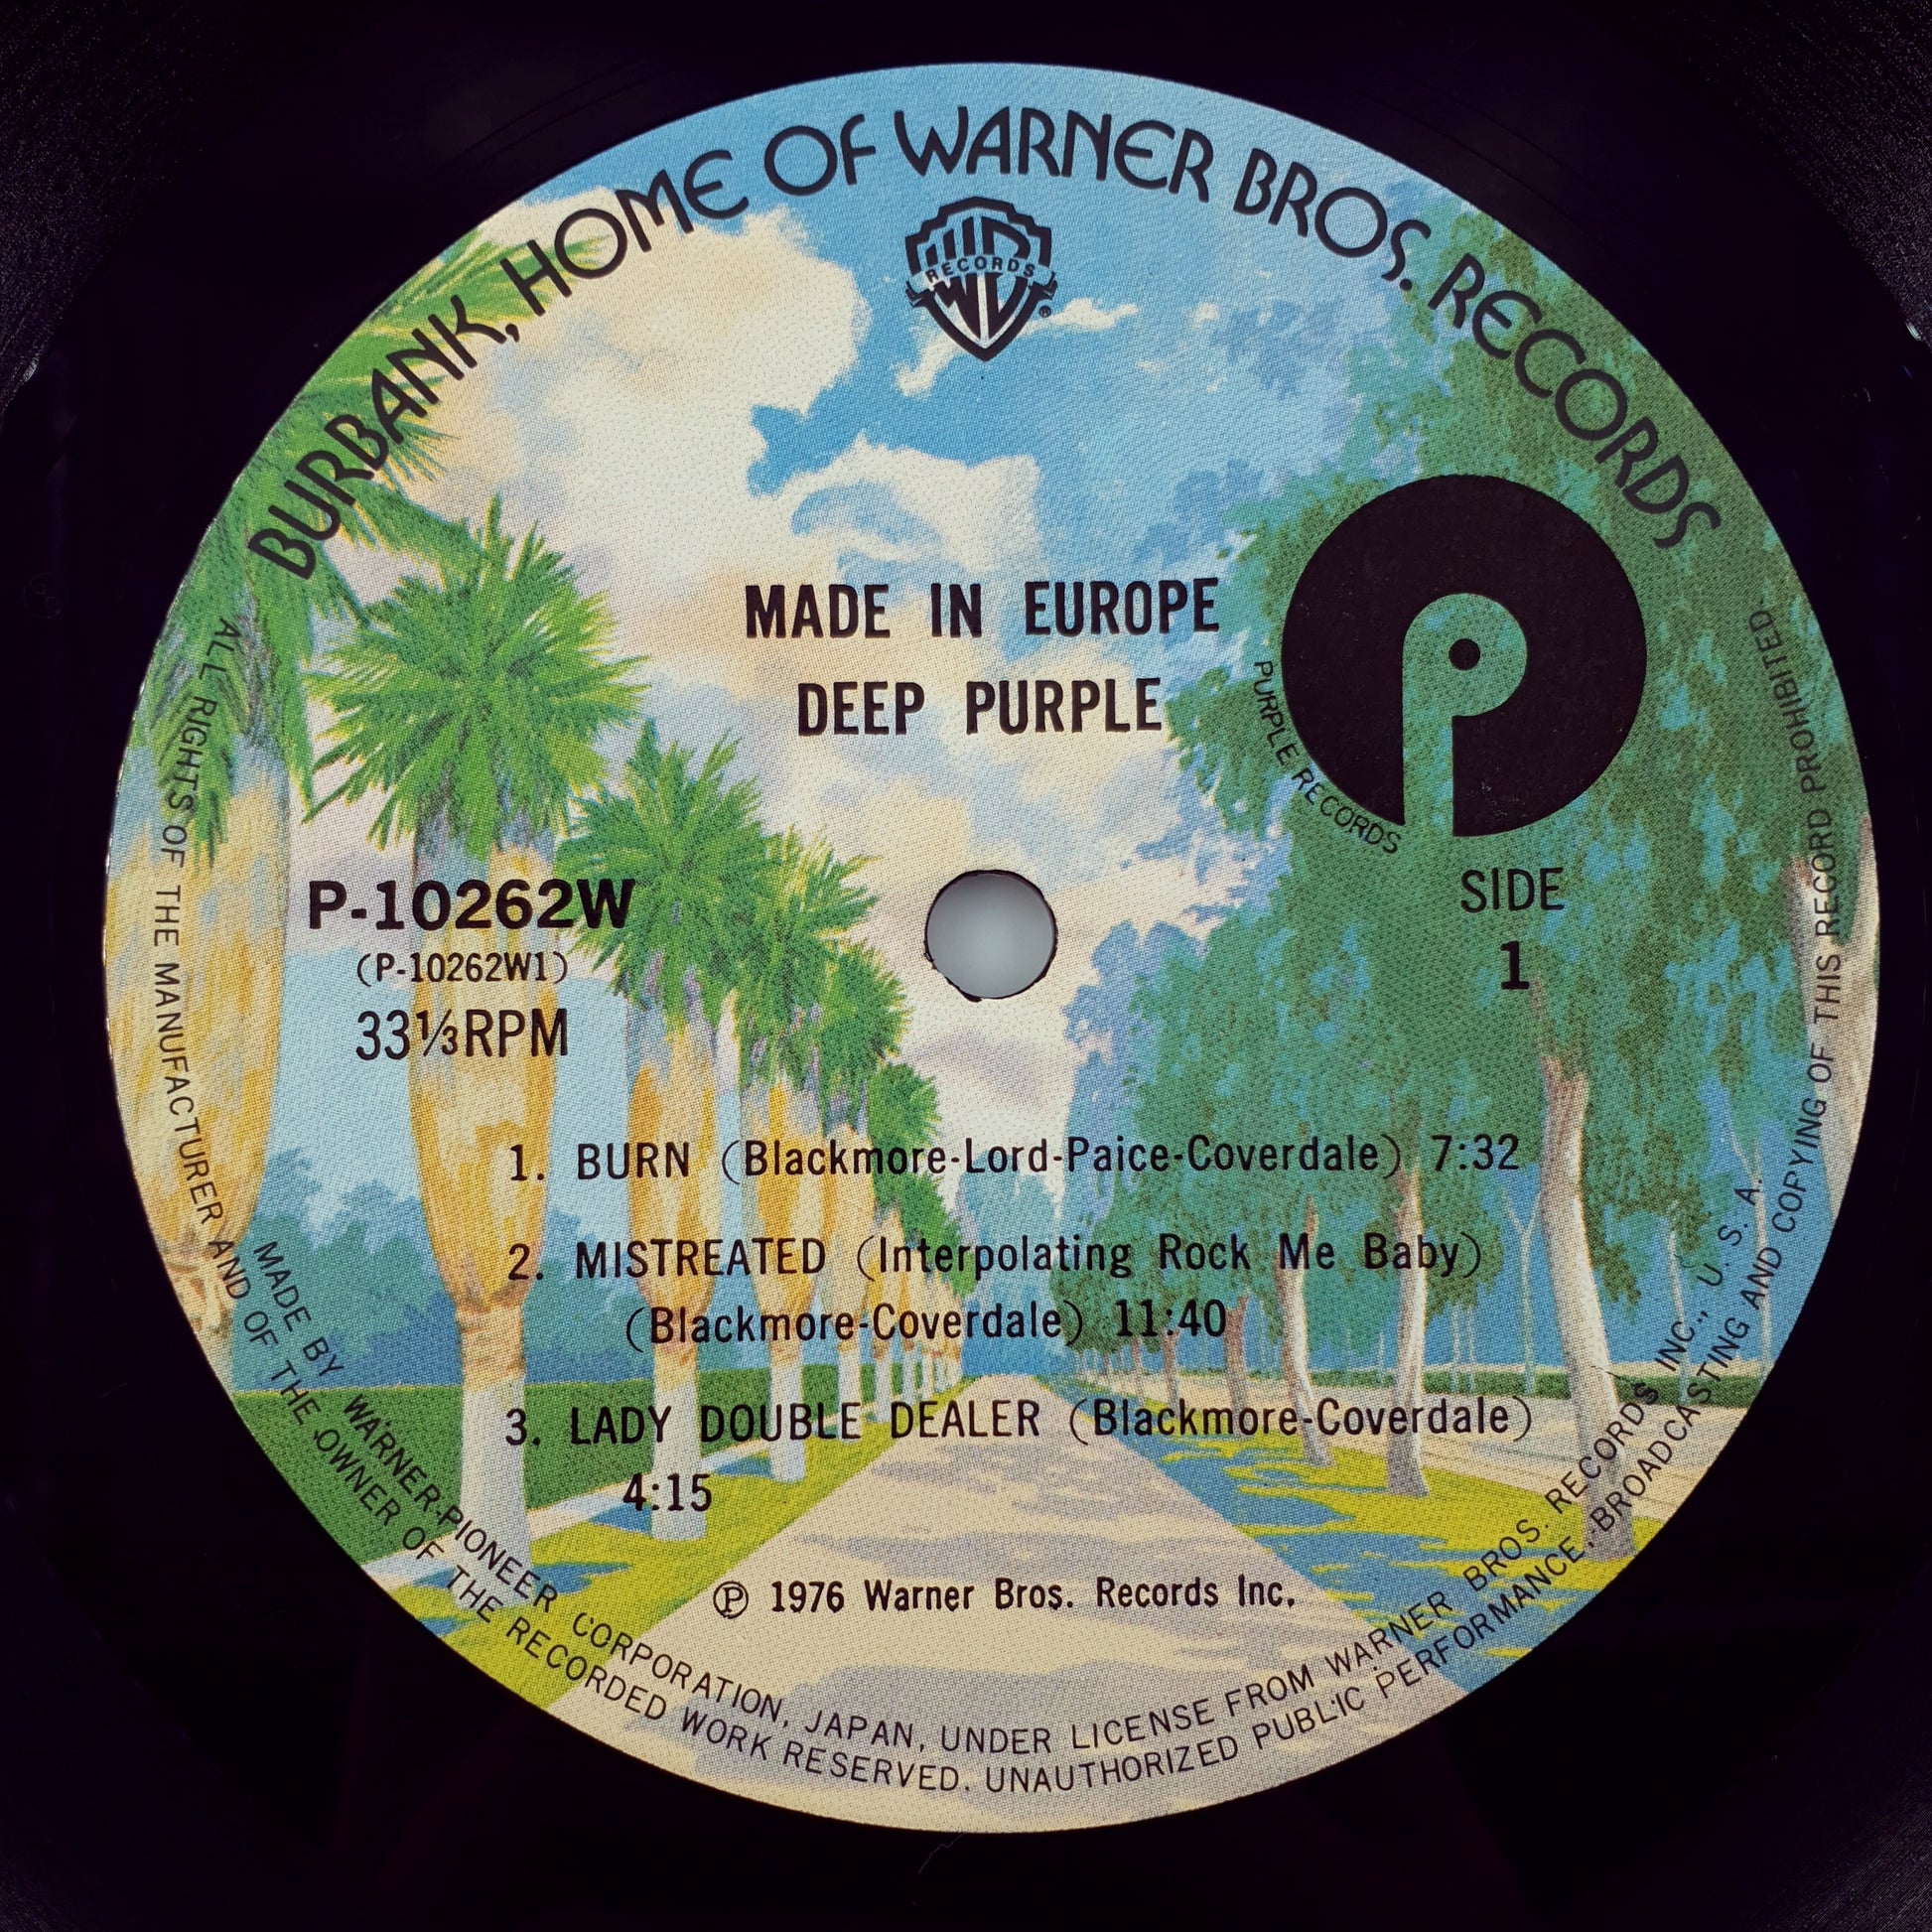 BURBANK, HOME OF WARNER BROS. RECORDS
RECORDS
®
MADE IN EUROPE
DEEP PURPLE
PURPLE RECORDS
P-10262W
(P-10262W1)
33⅓RPM
SIDE
1
1. BURN (Blackmore-Lord-Paice-Coverdale) 7:32
2. MISTREATED (Interpolating Rock Me Baby)
(Blackmore-Coverdale) 11:40
3. LADY DOUBLE DEALER (Blackmore-Coverdale)
4:15
℗ 1976 Warner Bros. Records Inc.
MADE BY WARNER-PIONEER CORPORATION, JAPAN, UNDER LICENSE FROM WARNER BROS. RECORDS INC., U. S. A.
ALL RIGHTS OF THE MANUFACTURER AND OF THE OWNER OF THE RECORDED WORK RESERVED. UNAUTHORIZED PUBLIC PERFORMANCE, BROADCASTING AND COPYING OF THIS RECORD PROHIBITED.